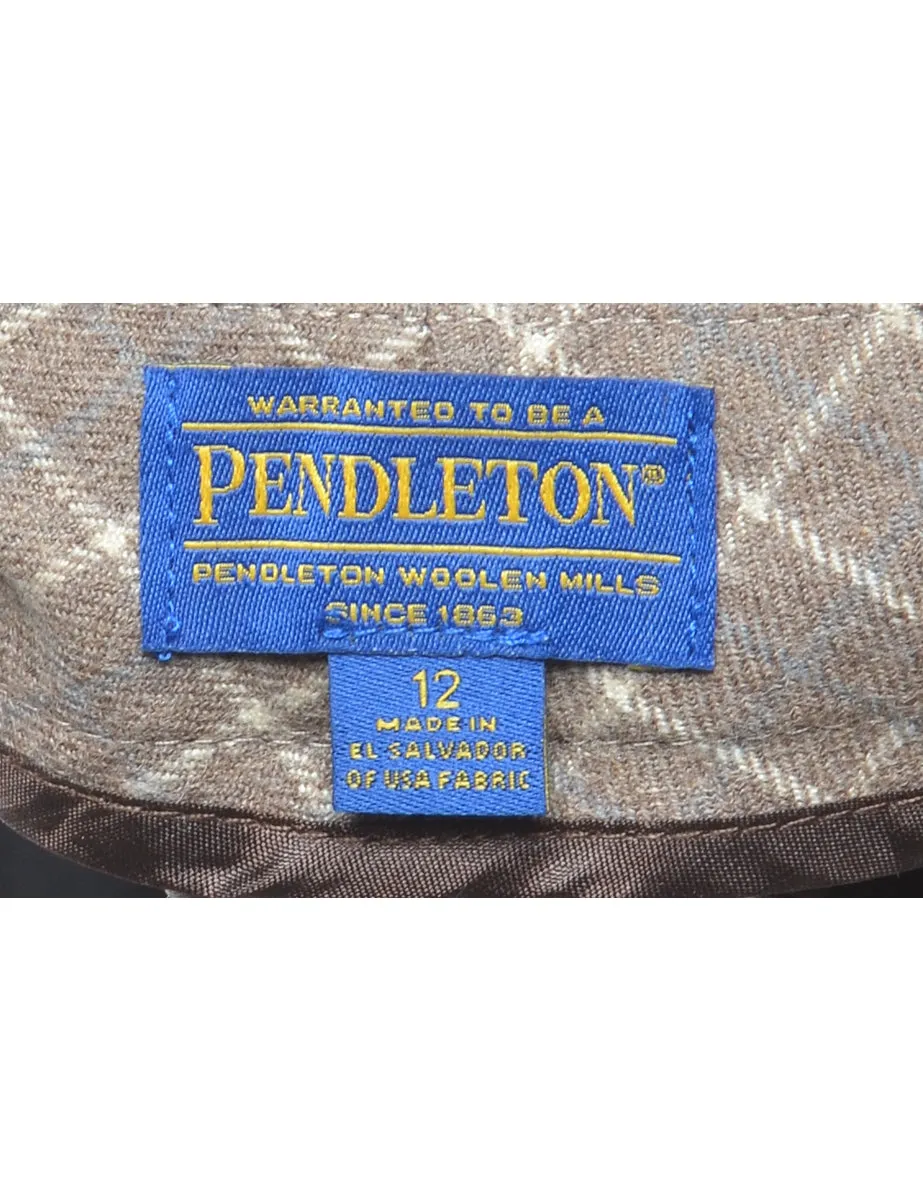 WARRANTED TO BE A
PENDLETON®
PENDLETON WOOLEN MILLS
SINCE 1863
12
MADE IN
EL SALVADOR
OF USA FABRIC